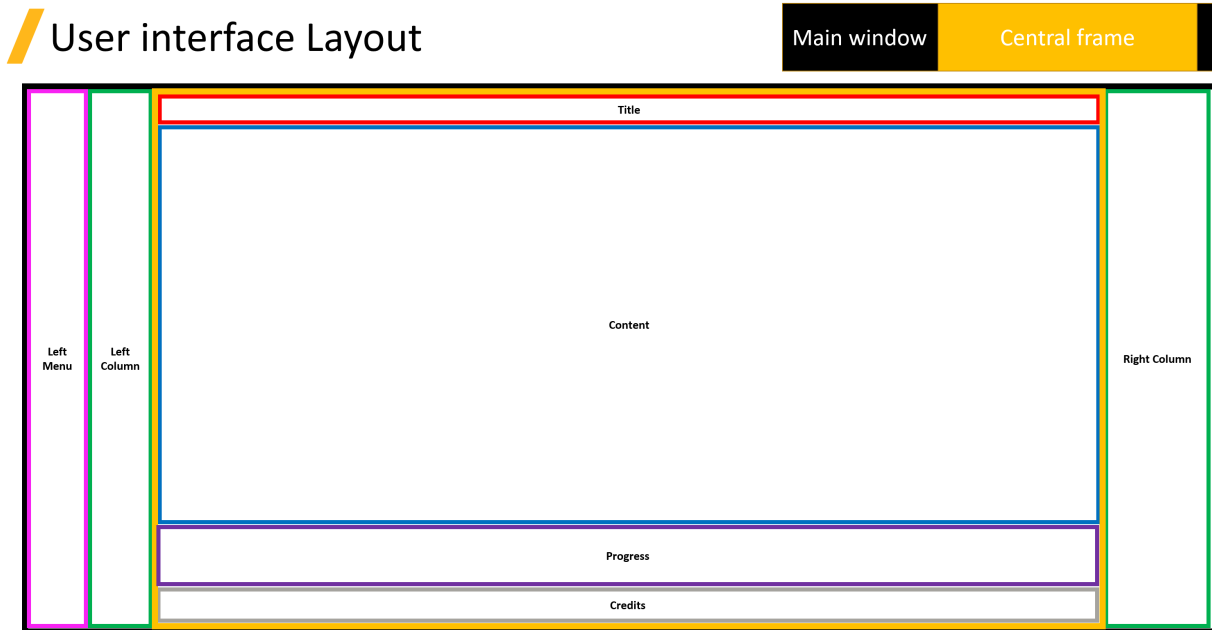 User interface Layout
Main window
Central frame
Title
Content
Left
Menu
Left
Column
Right Column
Progress
Credits